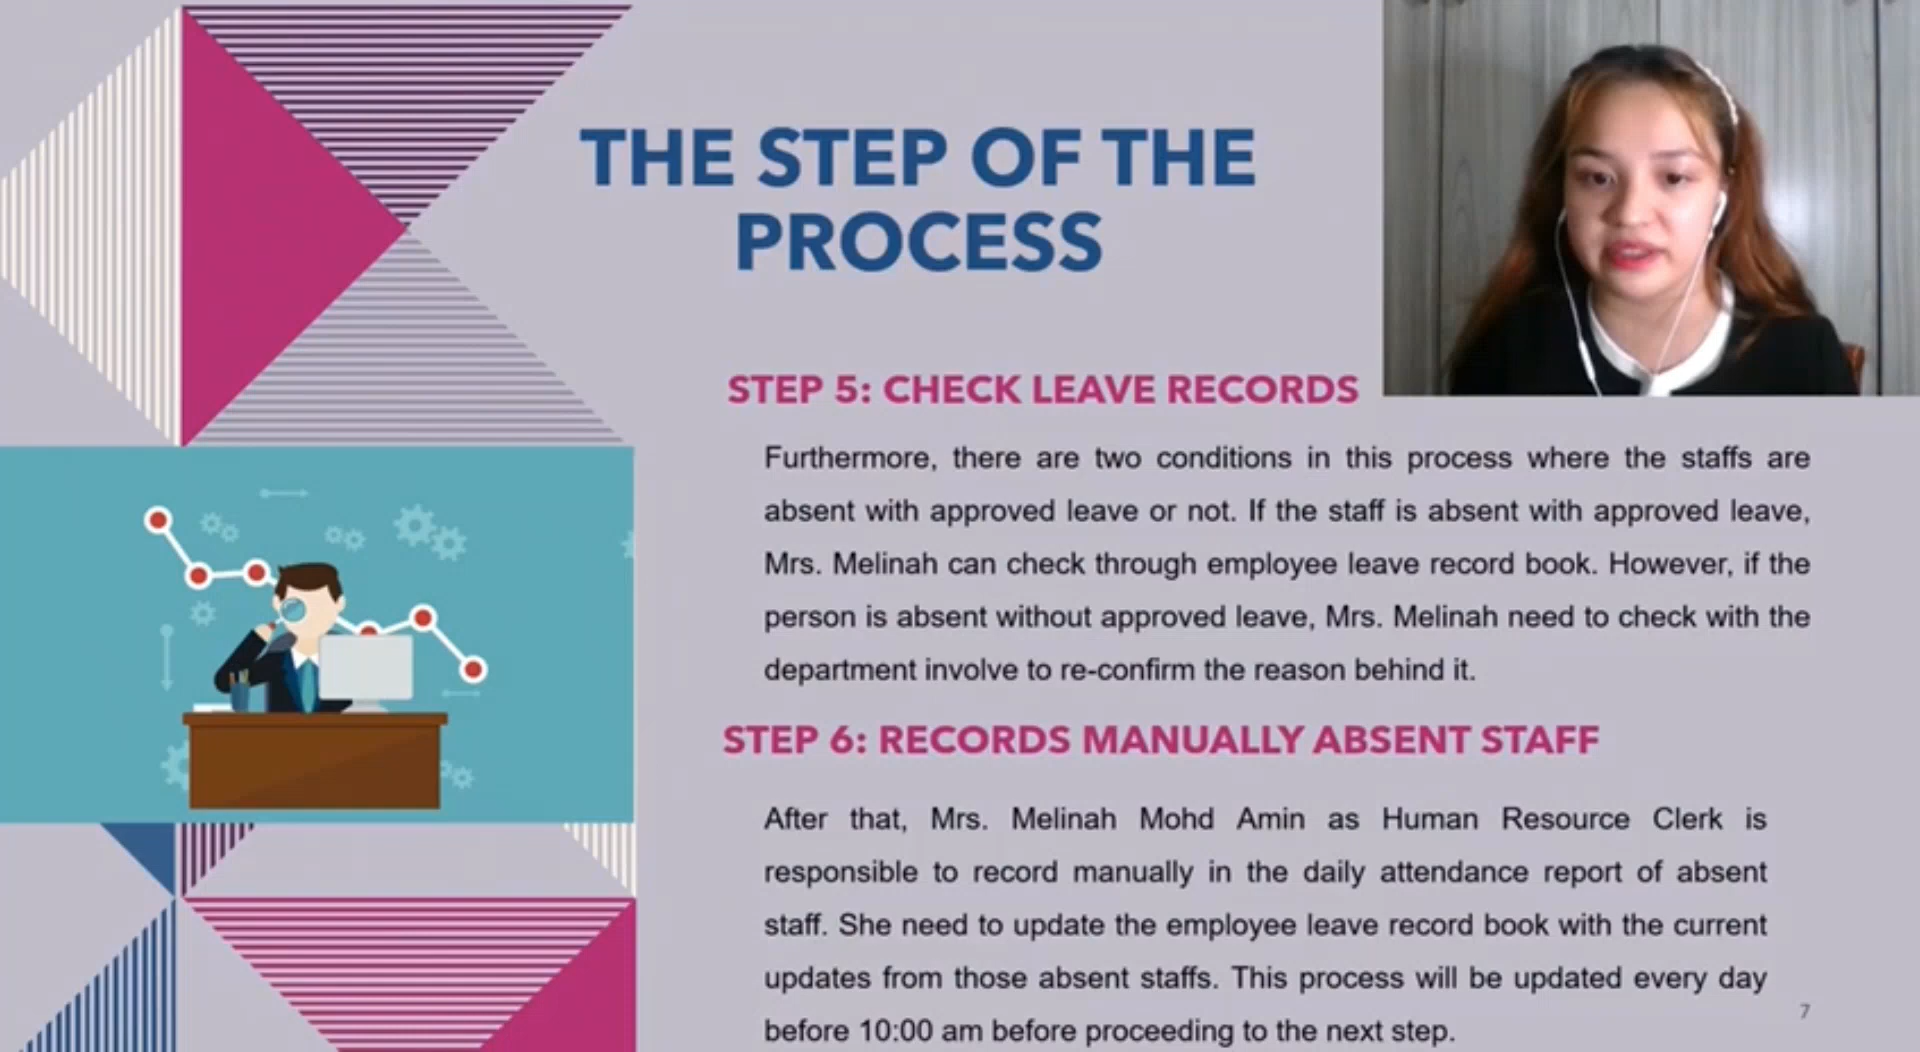 THE STEP OF THE
PROCESS
STEP 5: CHECK LEAVE RECORDS
Furthermore, there are two conditions in this process where the staffs are
absent with approved leave or not. If the staff is absent with approved leave,
Mrs. Melinah can check through employee leave record book. However, if the
person is absent without approved leave, Mrs. Melinah need to check with the
department involve to re-confirm the reason behind it.
STEP 6: RECORDS MANUALLY ABSENT STAFF
After that, Mrs. Melinah Mohd Amin as Human Resource Clerk is
responsible to record manually in the daily attendance report of absent
staff. She need to update the employee leave record book with the current
updates from those absent staffs. This process will be updated every day
before 10:00 am before proceeding to the next step.
7